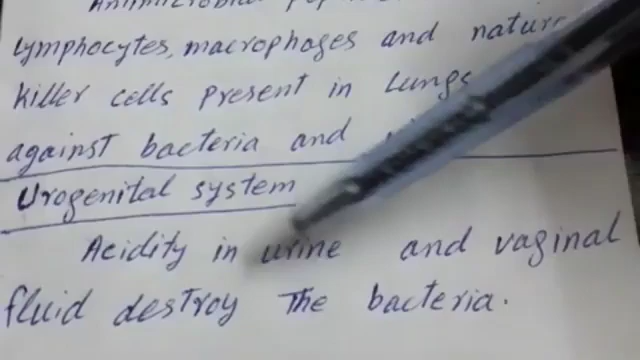 Antimicrobial
lymphocytes, macrophages and
Killer cells present in Lungs
against bacteria and
Urogenital system
Acidity in urine and vaginal
fluid destroy The bacteria.